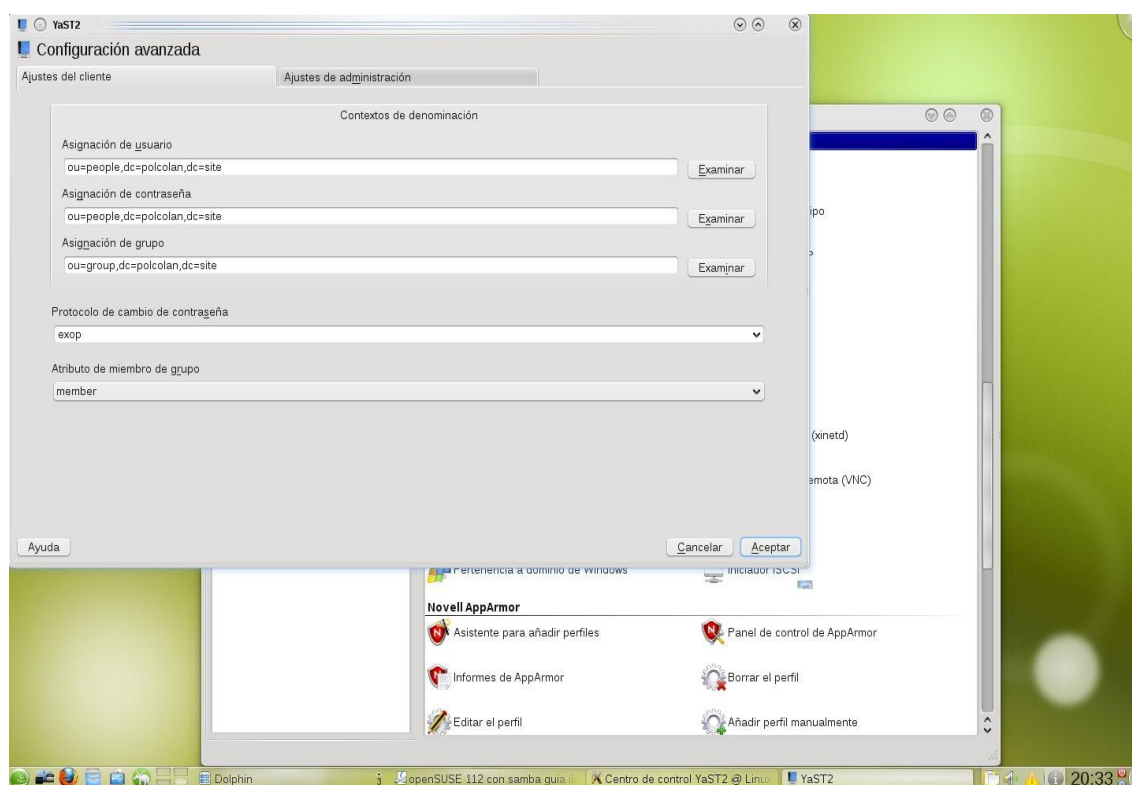 YaST2
Configuración avanzada
Ajustes del cliente
Ajustes de administración
Contextos de denominación
Asignación de usuario
ou=people,dc=polcolan,dc=site
Examinar
Asignación de contraseña
ou=people,dc=polcolan,dc=site
Examinar
Asignación de grupo
ou=group,dc=polcolan,dc=site
Examinar
Protocolo de cambio de contraseña
exop
Atributo de miembro de grupo
member
(xinetd)
(VNC)
Ayuda
Cancelar
Aceptar
Pertenencia a dominio de Windows
Iniciador iSCSI
Novell AppArmor
Asistente para añadir perfiles
Panel de control de AppArmor
Informes de AppArmor
Borrar el perfil
Editar el perfil
Añadir perfil manualmente
Dolphin
openSUSE 112 con samba guia
Centro de control YaST2 @ Linu
YaST2
20:33